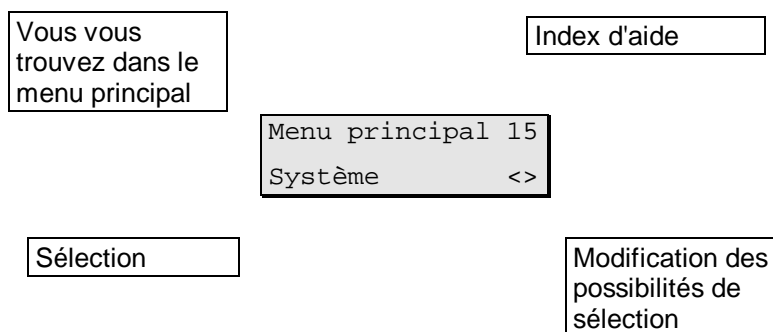 Vous vous
trouvez dans le
menu principal
Index d'aide
Menu principal 15
Système <>
Sélection
Modification des
possibilités de
sélection